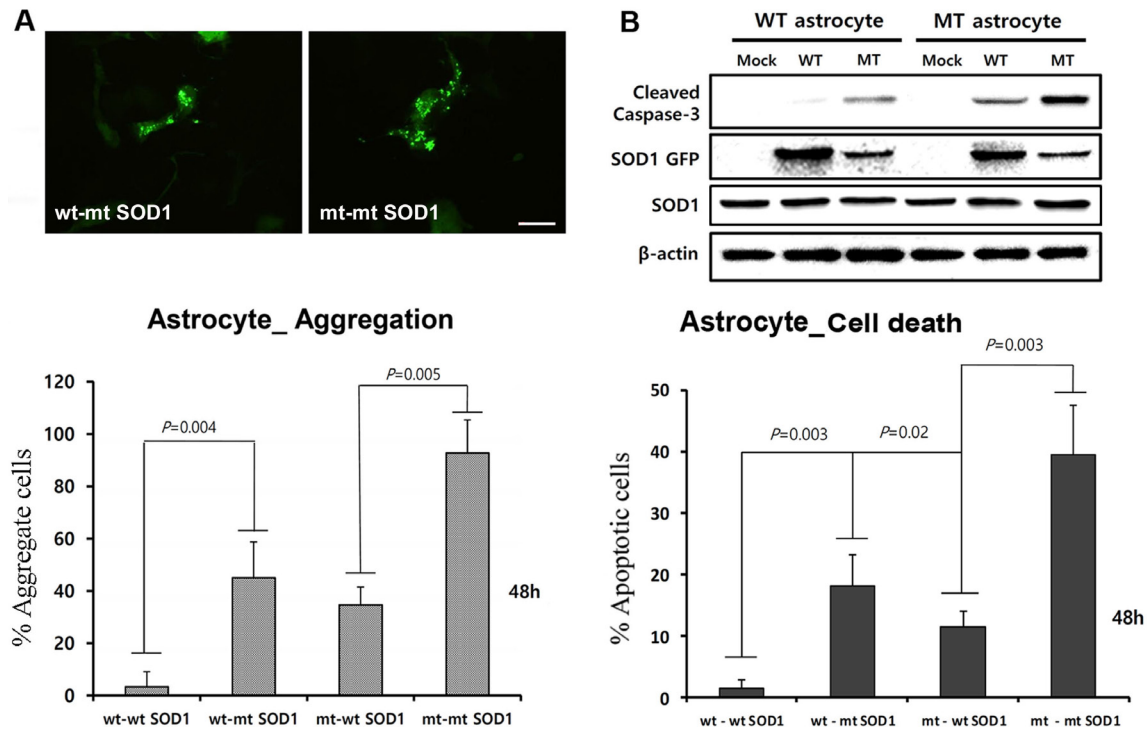 A
wt-mt SOD1
mt-mt SOD1
B
WT astrocyte MT astrocyte
Mock WT MT Mock WT MT
Cleaved
Caspase-3
SOD1 GFP
SOD1
β-actin
Astrocyte_ Aggregation
% Aggregate cells
120
100
80
60
40
20
0
P=0.004
P=0.005
48h
wt-wt SOD1 wt-mt SOD1 mt-wt SOD1 mt-mt SOD1
Astrocyte_Cell death
% Apoptotic cells
50
40
30
20
10
0
P=0.003
P=0.02
P=0.003
48h
wt - wt SOD1 wt - mt SOD1 mt - wt SOD1 mt - mt SOD1